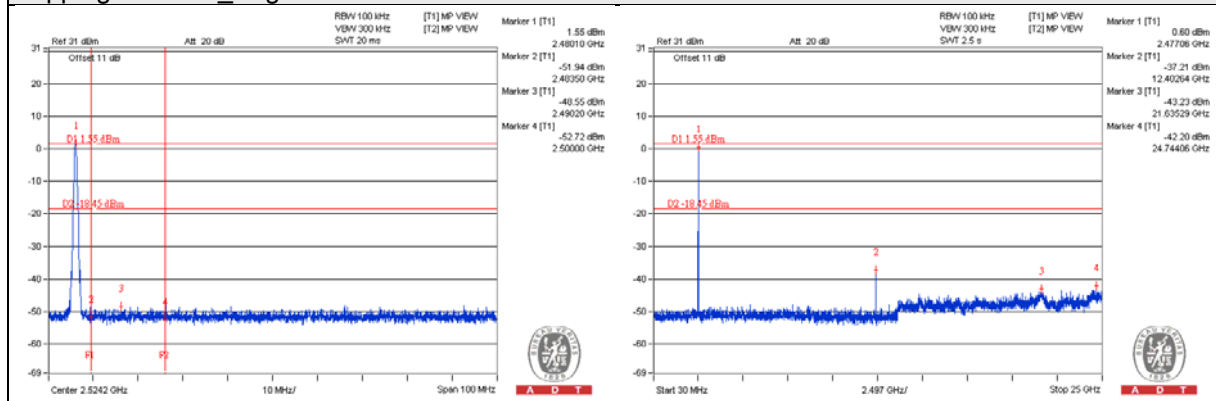 RBW 100 kHz [T1] MP VIEW
VBW 300 kHz [T2] MP VIEW
Ref 31 dBm Att 20 dB SWT 20 ms
Marker 1 [T1]
1.55 dBm
2.48010 GHz
Marker 2 [T1]
-51.94 dBm
2.48350 GHz
Marker 3 [T1]
-48.55 dBm
2.49020 GHz
Marker 4 [T1]
-52.72 dBm
2.50000 GHz
31
Offset 11 dB
20
10
1
D1 1.55 dBm
0
-10
D2 -18.45 dBm
-20
-30
-40
2 3 4
-50
-60
F1 F2
-69
Center 2.5242 GHz 10 MHz/ Span 100 MHz
BUREAU VERITAS
1828
A D T
RBW 100 kHz [T1] MP VIEW
VBW 300 kHz [T2] MP VIEW
Ref 31 dBm Att 20 dB SWT 2.5 s
Marker 1 [T1]
0.60 dBm
2.47706 GHz
Marker 2 [T1]
-37.21 dBm
12.40264 GHz
Marker 3 [T1]
-43.23 dBm
21.63529 GHz
Marker 4 [T1]
-42.20 dBm
24.74406 GHz
31
Offset 11 dB
20
10
1
D1 1.55 dBm
0
-10
D2 -18.45 dBm
-20
-30
2
3 4
-40
-50
-60
-69
Start 30 MHz 2.497 GHz/ Stop 25 GHz
BUREAU VERITAS
1828
A D T